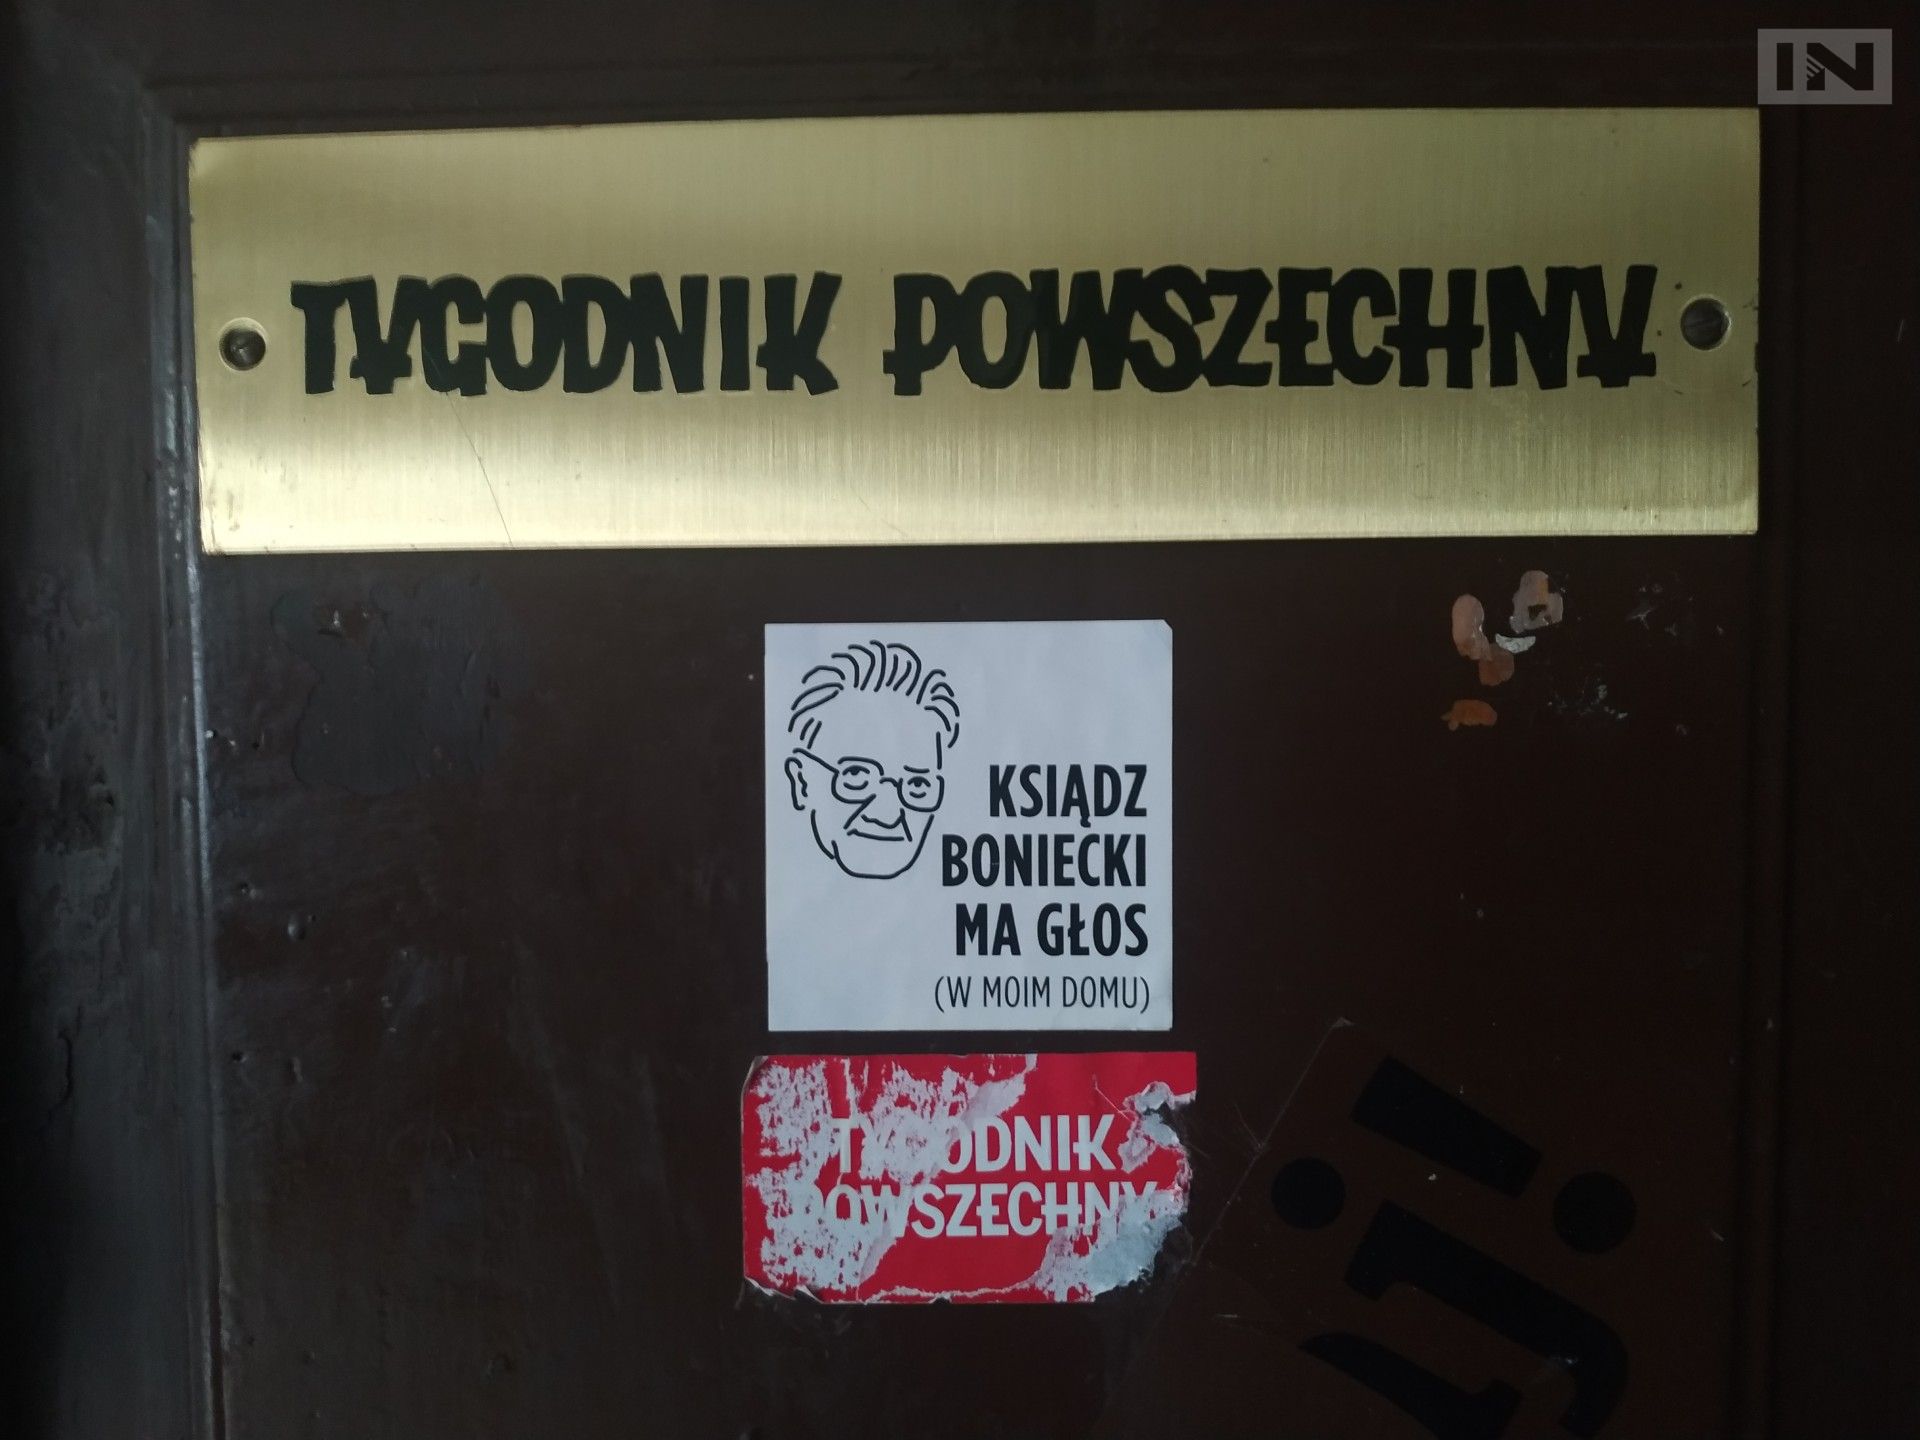 IN
TYGODNIK POWSZECHNY
KSIĄDZ
BONIECKI
MA GŁOS
(W MOIM DOMU)
TYGODNIK
POWSZECHNY